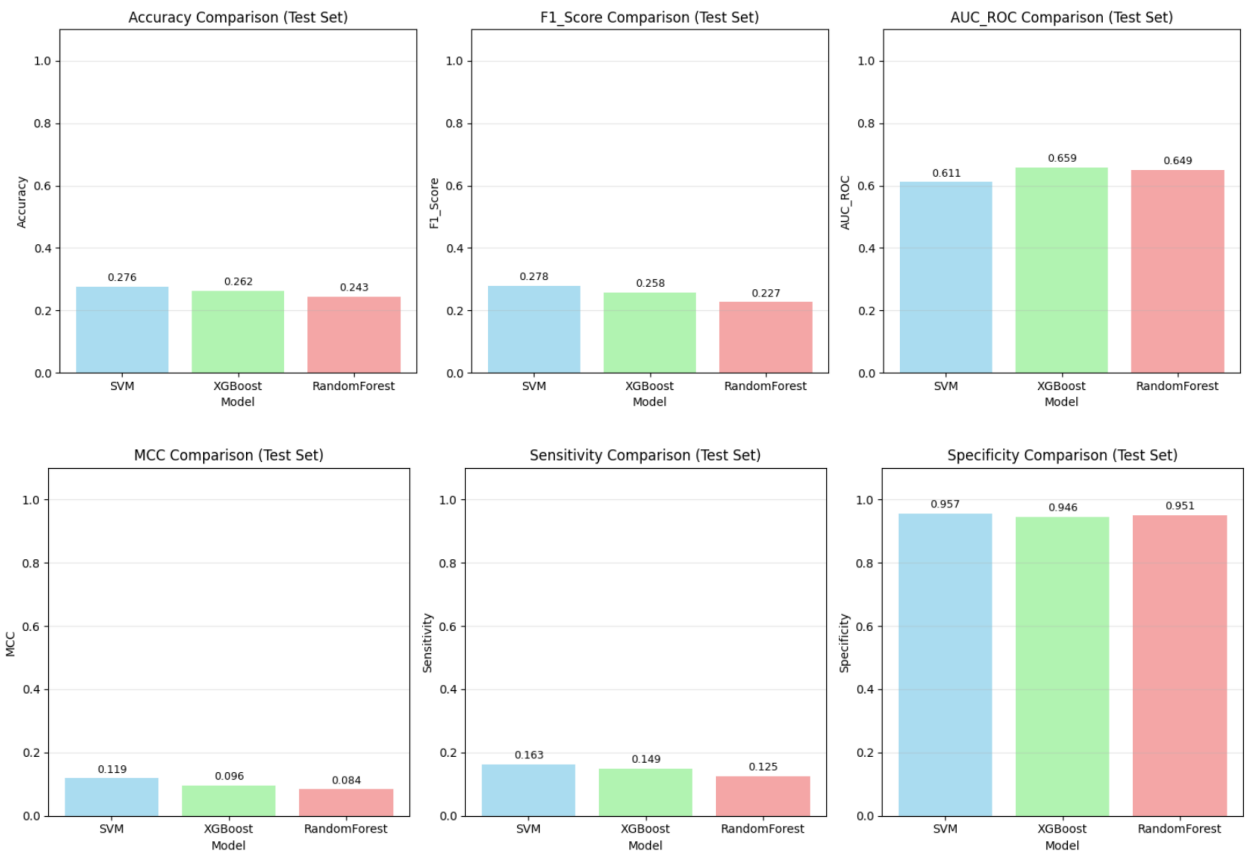 Accuracy Comparison (Test Set)
1.0
0.8
0.6
0.4
0.2
0.0
Accuracy
0.276
0.262
0.243
SVM
XGBoost
RandomForest
Model
F1_Score Comparison (Test Set)
1.0
0.8
0.6
0.4
0.2
0.0
F1_Score
0.278
0.258
0.227
SVM
XGBoost
RandomForest
Model
AUC_ROC Comparison (Test Set)
1.0
0.8
0.6
0.4
0.2
0.0
AUC_ROC
0.611
0.659
0.649
SVM
XGBoost
RandomForest
Model
MCC Comparison (Test Set)
1.0
0.8
0.6
0.4
0.2
0.0
MCC
0.119
0.096
0.084
SVM
XGBoost
RandomForest
Model
Sensitivity Comparison (Test Set)
1.0
0.8
0.6
0.4
0.2
0.0
Sensitivity
0.163
0.149
0.125
SVM
XGBoost
RandomForest
Model
Specificity Comparison (Test Set)
1.0
0.8
0.6
0.4
0.2
0.0
Specificity
0.957
0.946
0.951
SVM
XGBoost
RandomForest
Model